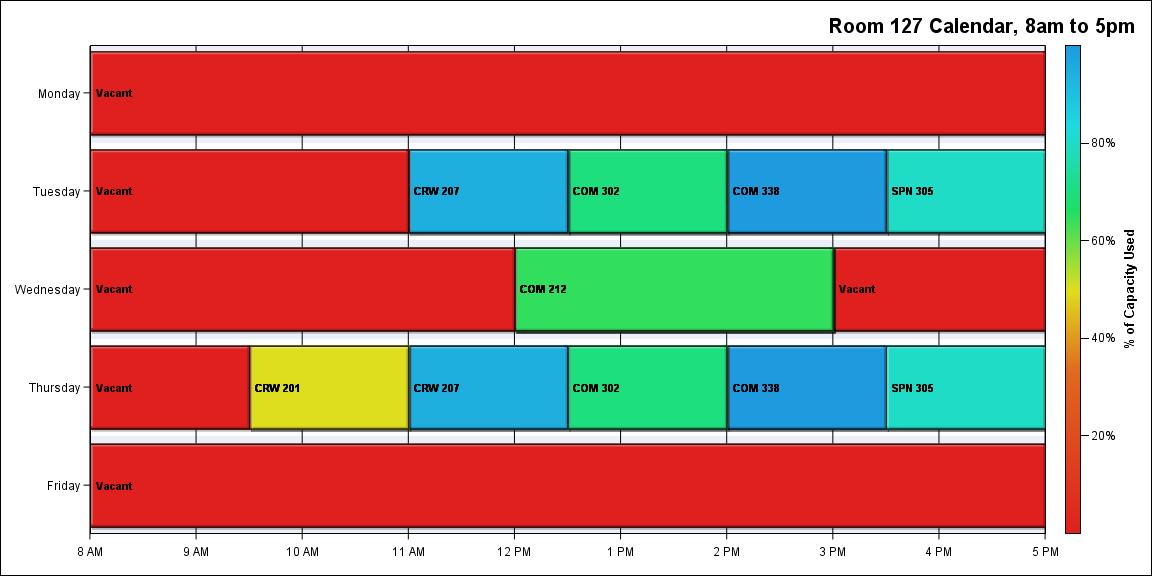 Room 127 Calendar, 8am to 5pm
Monday
Vacant
Tuesday
Vacant
CRW 207
COM 302
COM 338
SPN 305
Wednesday
Vacant
COM 212
Vacant
Thursday
Vacant
CRW 201
CRW 207
COM 302
COM 338
SPN 305
Friday
Vacant
8 AM
9 AM
10 AM
11 AM
12 PM
1 PM
2 PM
3 PM
4 PM
5 PM
80%
60%
40%
20%
% of Capacity Used